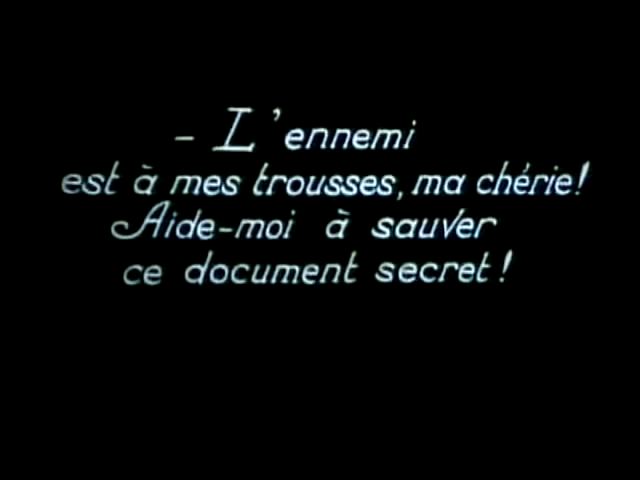 – L'ennemi
est à mes trousses, ma chérie!
Aide-moi à sauver
ce document secret!